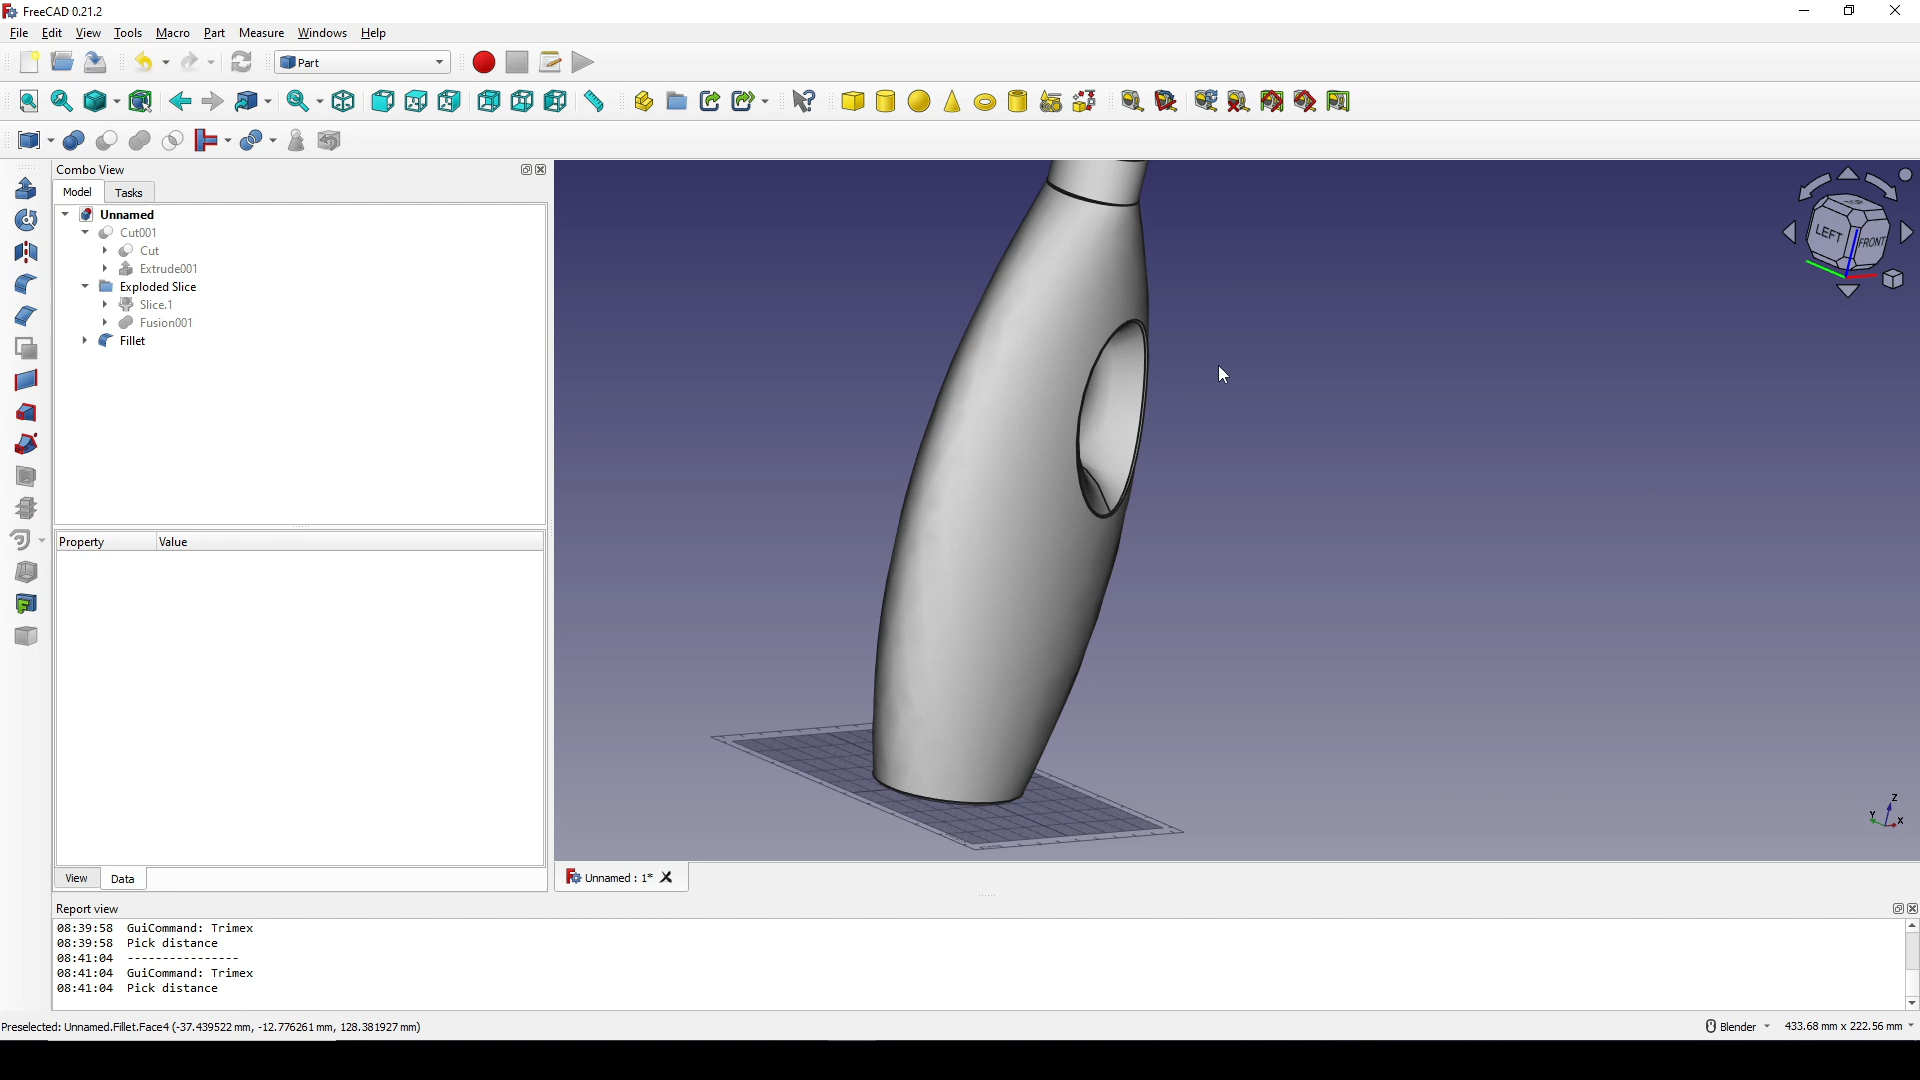 FreeCAD 0.21.2
File Edit View Tools Macro Part Measure Windows Help
Part
Combo View
Model Tasks
Unnamed
Cut001
Cut
Extrude001
Exploded Slice
Slice.1
Fusion001
Fillet
LEFT FRONT
Property Value
Z
Y X
View Data
Unnamed : 1*
Report view
08:39:58 GuiCommand: Trimex
08:39:58 Pick distance
08:41:04 ----------------
08:41:04 GuiCommand: Trimex
08:41:04 Pick distance
Preselected: Unnamed.Fillet.Face4 (-37.439522 mm, -12.776261 mm, 128.381927 mm)
Blender 433.68 mm x 222.56 mm